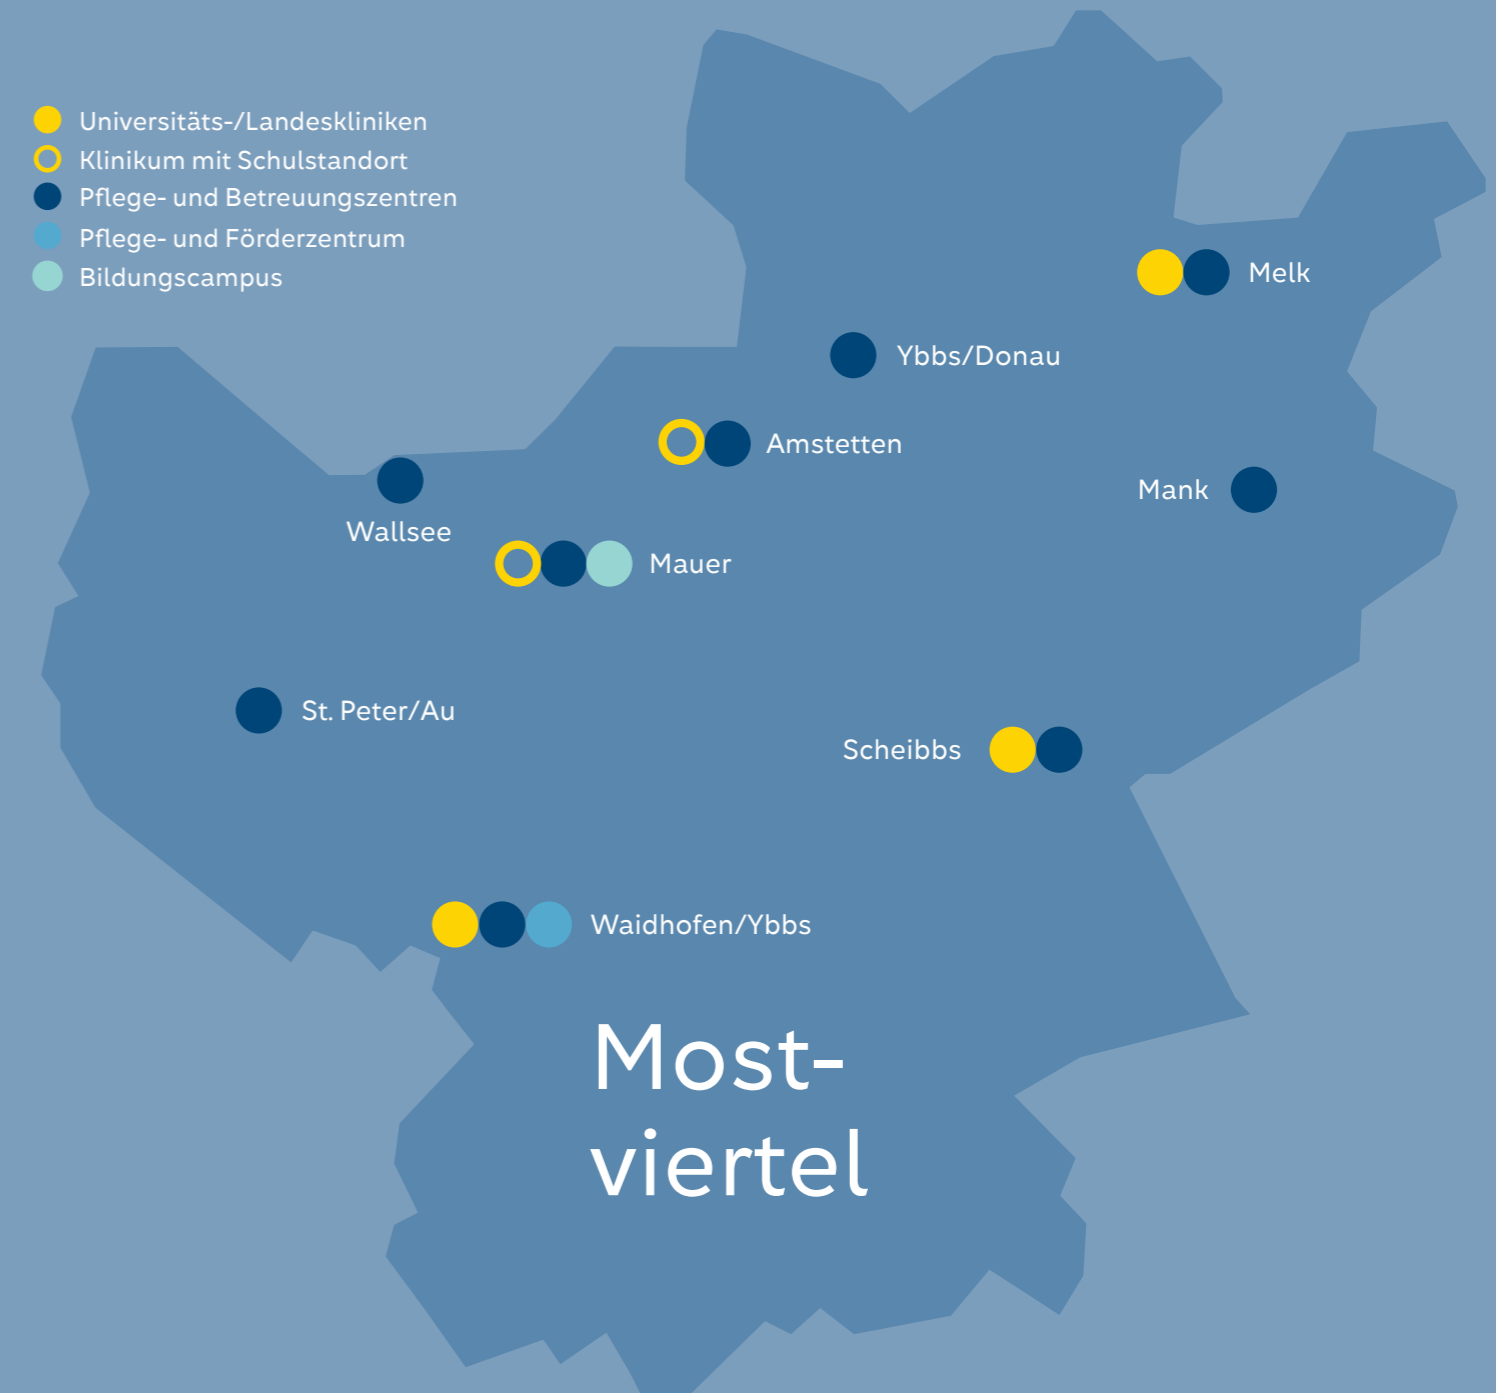 Universitäts-/Landeskliniken
Klinikum mit Schulstandort
Pflege- und Betreuungszentren
Pflege- und Förderzentrum
Bildungscampus
Melk
Ybbs/Donau
Amstetten
Mank
Wallsee
Mauer
St. Peter/Au
Scheibbs
Waidhofen/Ybbs
Most-
viertel